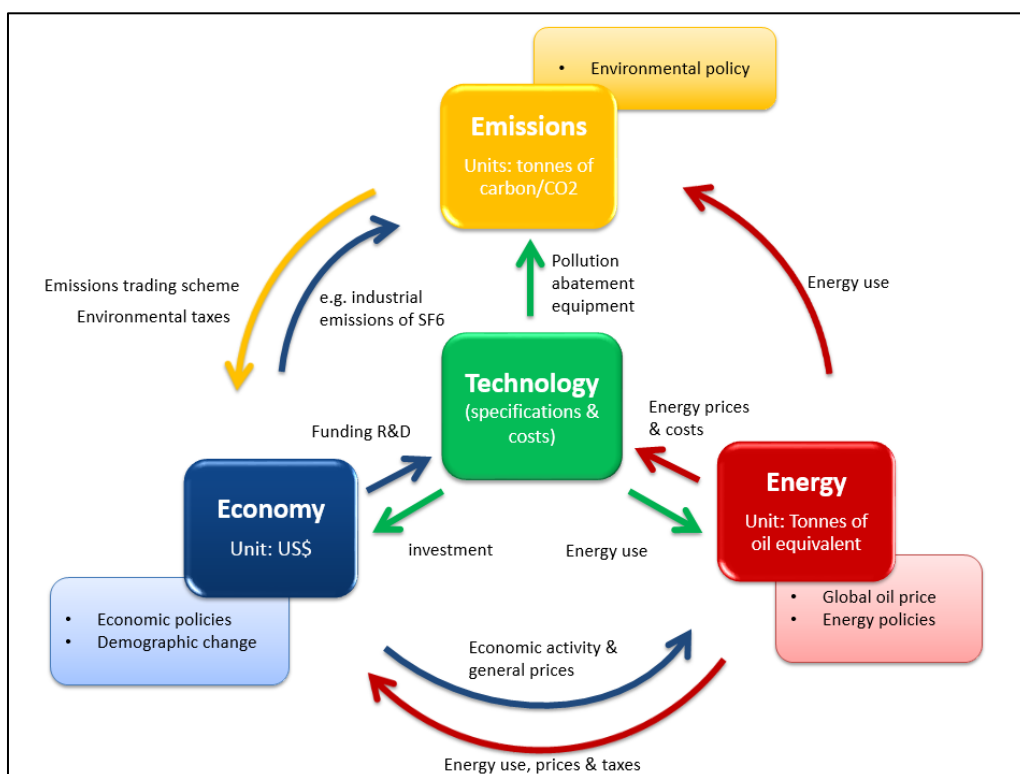 • Environmental policy
Emissions
Units: tonnes of
carbon/CO2
Emissions trading scheme
Environmental taxes
e.g. industrial
emissions of SF6
Pollution
abatement
equipment
Energy use
Technology
(specifications &
costs)
Funding R&D
Energy prices
& costs
Economy
Unit: US$
investment
Energy use
Energy
Unit: Tonnes of
oil equivalent
• Economic policies
• Demographic change
• Global oil price
• Energy policies
Economic activity &
general prices
Energy use, prices & taxes